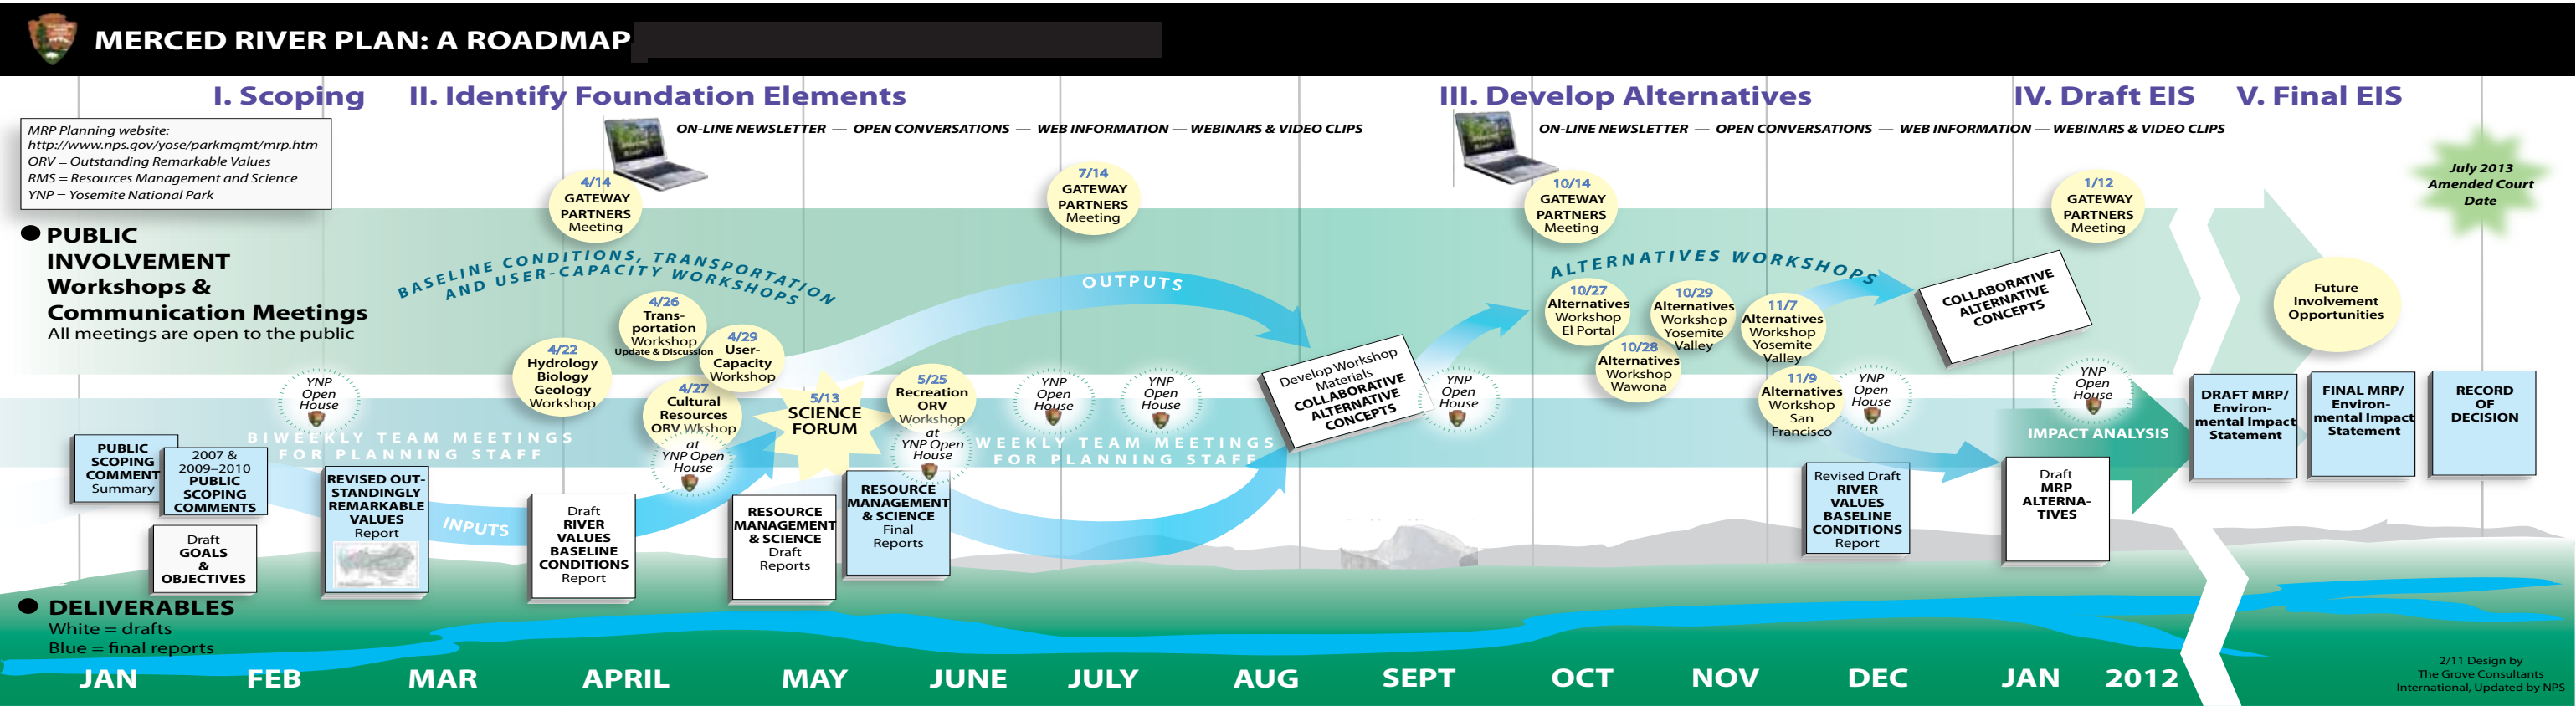 MERCED RIVER PLAN: A ROADMAP
I. Scoping
II. Identify Foundation Elements
III. Develop Alternatives
IV. Draft EIS
V. Final EIS
MRP Planning website:
http://www.nps.gov/yose/parkmgmt/mrp.htm
ORV = Outstanding Remarkable Values
RMS = Resources Management and Science
YNP = Yosemite National Park
ON-LINE NEWSLETTER — OPEN CONVERSATIONS — WEB INFORMATION — WEBINARS & VIDEO CLIPS
ON-LINE NEWSLETTER — OPEN CONVERSATIONS — WEB INFORMATION — WEBINARS & VIDEO CLIPS
4/14
GATEWAY
PARTNERS
Meeting
7/14
GATEWAY
PARTNERS
Meeting
10/14
GATEWAY
PARTNERS
Meeting
1/12
GATEWAY
PARTNERS
Meeting
July 2013
Amended Court
Date
● PUBLIC
INVOLVEMENT
Workshops &
Communication Meetings
All meetings are open to the public
BASELINE CONDITIONS, TRANSPORTATION
AND USER-CAPACITY WORKSHOPS
4/22
Hydrology
Biology
Geology
Workshop
4/26
Trans-
portation
Workshop
Update & Discussion
4/29
User-
Capacity
Workshop
4/27
Cultural
Resources
ORV Wkshop
at
YNP Open
House
5/13
SCIENCE
FORUM
5/25
Recreation
ORV
Workshop
at
YNP Open
House
OUTPUTS
YNP
Open
House
YNP
Open
House
YNP
Open
House
Develop Workshop
Materials
COLLABORATIVE
ALTERNATIVE
CONCEPTS
YNP
Open
House
ALTERNATIVES WORKSHOPS
10/27
Alternatives
Workshop
El Portal
10/28
Alternatives
Workshop
Wawona
10/29
Alternatives
Workshop
Yosemite
Valley
11/7
Alternatives
Workshop
Yosemite
Valley
11/9
Alternatives
Workshop
San
Francisco
YNP
Open
House
COLLABORATIVE
ALTERNATIVE
CONCEPTS
YNP
Open
House
Future
Involvement
Opportunities
BIWEEKLY TEAM MEETINGS
FOR PLANNING STAFF
WEEKLY TEAM MEETINGS
FOR PLANNING STAFF
IMPACT ANALYSIS
DRAFT MRP/
Environ-
mental Impact
Statement
FINAL MRP/
Environ-
mental Impact
Statement
RECORD
OF
DECISION
PUBLIC
SCOPING
COMMENT
Summary
2007 &
2009–2010
PUBLIC
SCOPING
COMMENTS
Draft
GOALS
&
OBJECTIVES
REVISED OUT-
STANDINGLY
REMARKABLE
VALUES
Report
INPUTS
Draft
RIVER
VALUES
BASELINE
CONDITIONS
Report
RESOURCE
MANAGEMENT
& SCIENCE
Draft
Reports
RESOURCE
MANAGEMENT
& SCIENCE
Final
Reports
Revised Draft
RIVER
VALUES
BASELINE
CONDITIONS
Report
Draft
MRP
ALTERNA-
TIVES
● DELIVERABLES
White = drafts
Blue = final reports
JAN FEB MAR APRIL MAY JUNE JULY AUG SEPT OCT NOV DEC JAN 2012
2/11 Design by
The Grove Consultants
International, Updated by NPS